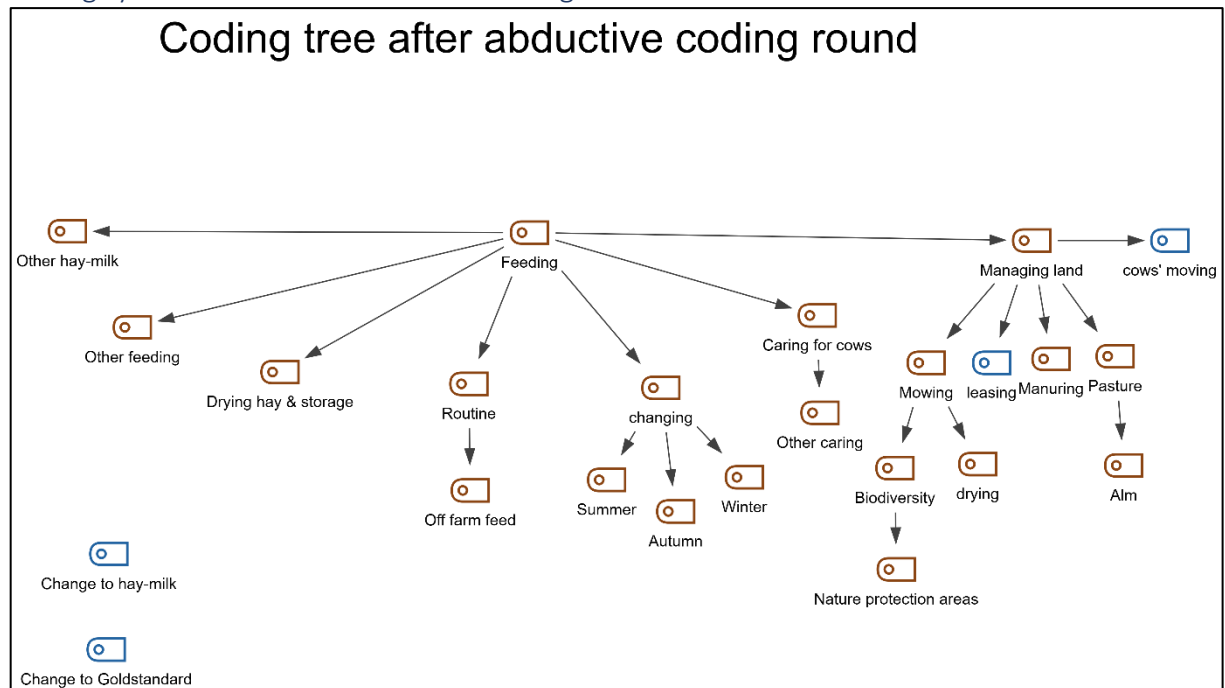 Coding tree after abductive coding round
Other hay-milk
Feeding
Managing land
cows' moving
Other feeding
Drying hay & storage
Routine
changing
Caring for cows
Mowing
leasing
Manuring
Pasture
Other caring
Off farm feed
Summer
Autumn
Winter
Biodiversity
drying
Alm
Nature protection areas
Change to hay-milk
Change to Goldstandard